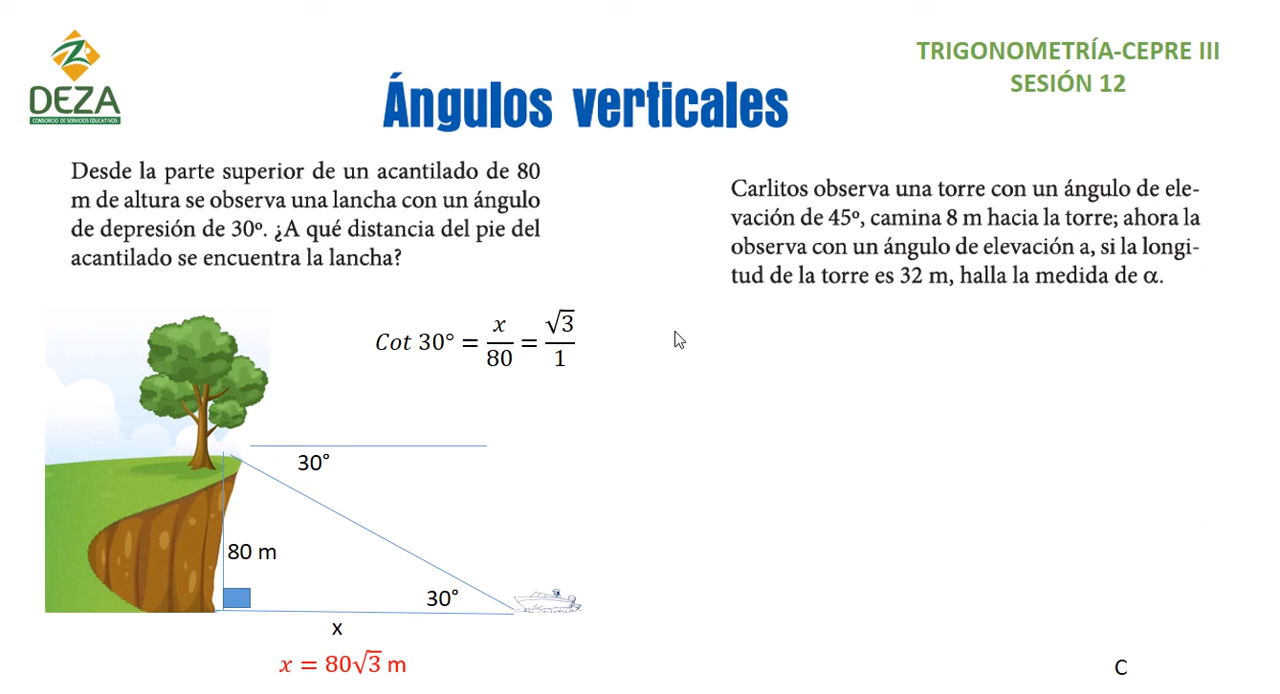 DEZA
CONSORCIO DE SERVICIOS EDUCATIVOS
TRIGONOMETRÍA-CEPRE III
SESIÓN 12
Ángulos verticales
Desde la parte superior de un acantilado de 80
m de altura se observa una lancha con un ángulo
de depresión de 30º. ¿A qué distancia del pie del
acantilado se encuentra la lancha?
Cot 30° = x/80 = √3/1
30°
80 m
30°
x
x = 80√3 m
Carlitos observa una torre con un ángulo de ele-
vación de 45º, camina 8 m hacia la torre; ahora la
observa con un ángulo de elevación a, si la longi-
tud de la torre es 32 m, halla la medida de α.
C